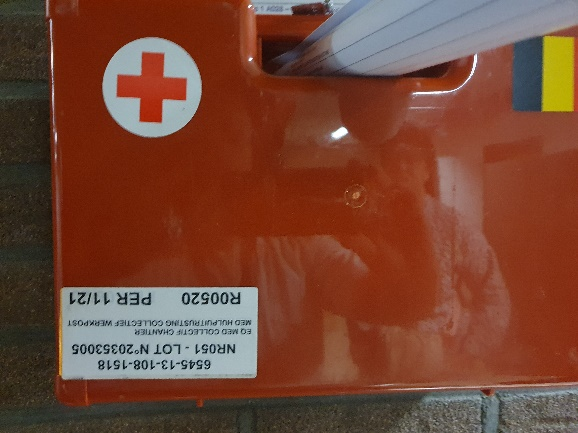 6545-13-108-1518
NR051 - LOT N°20353005
EQ MED COLLECTIF CHANTIER
MED HULPUITRUSTING COLLECTIEF WERKPOST
R00520 PER 11/21